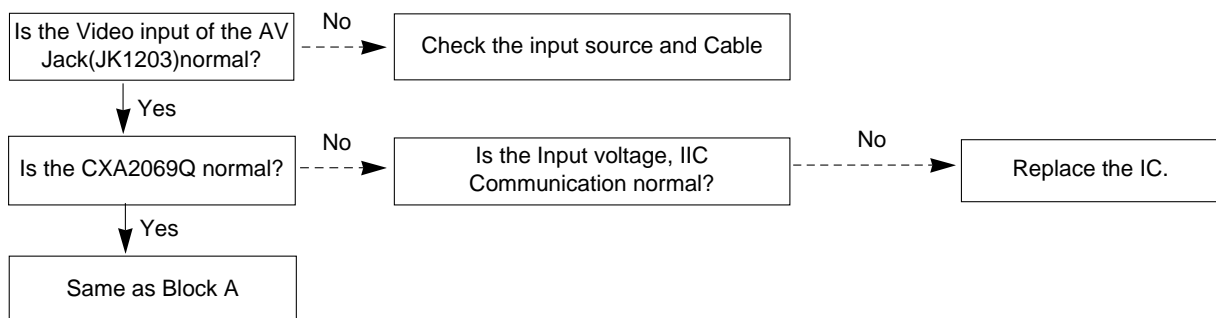 Is the Video input of the AV
Jack(JK1203)normal?
No
Check the input source and Cable
Yes
Is the CXA2069Q normal?
No
Is the Input voltage, IIC
Communication normal?
No
Replace the IC.
Yes
Same as Block A